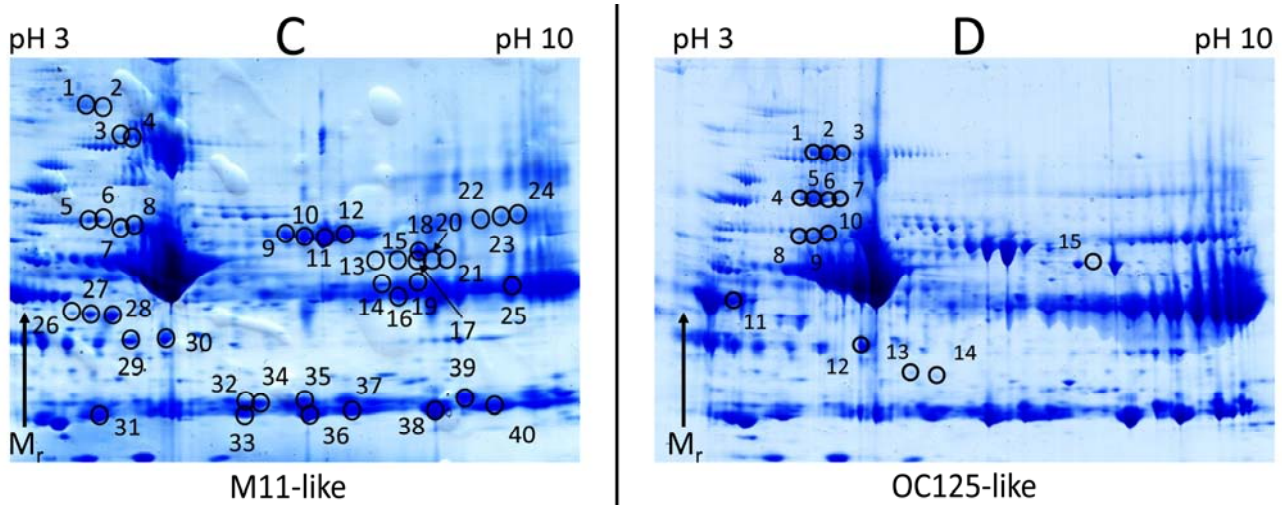 C
pH 3 pH 10
1 2
3 4
5 6 8
7
9 10 11 12
22 24
18 20
13 15 21 23
14 16 19 17 25
26 27 28
29 30
32 34 35 37 39
31 33 36 38 40
Mr
M11-like
D
pH 3 pH 10
1 2 3
4 5 6 7
8 9 10
15
11
12 13 14
Mr
OC125-like